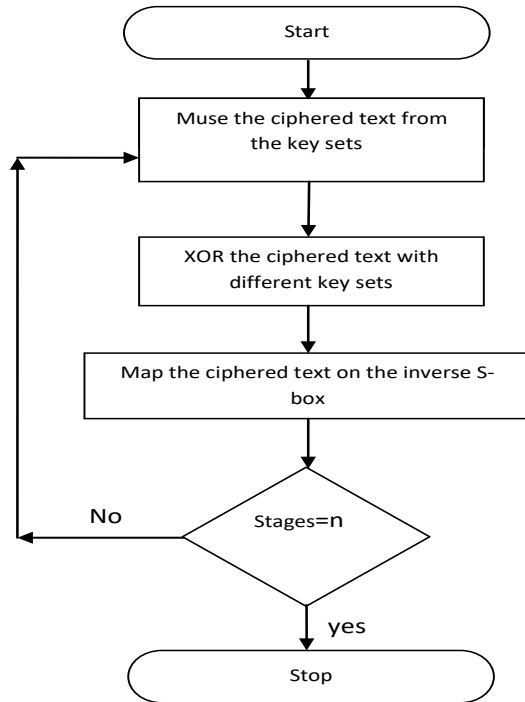 Start
Muse the ciphered text from
the key sets
XOR the ciphered text with
different key sets
Map the ciphered text on the inverse S-
box
Stages=n
No
yes
Stop